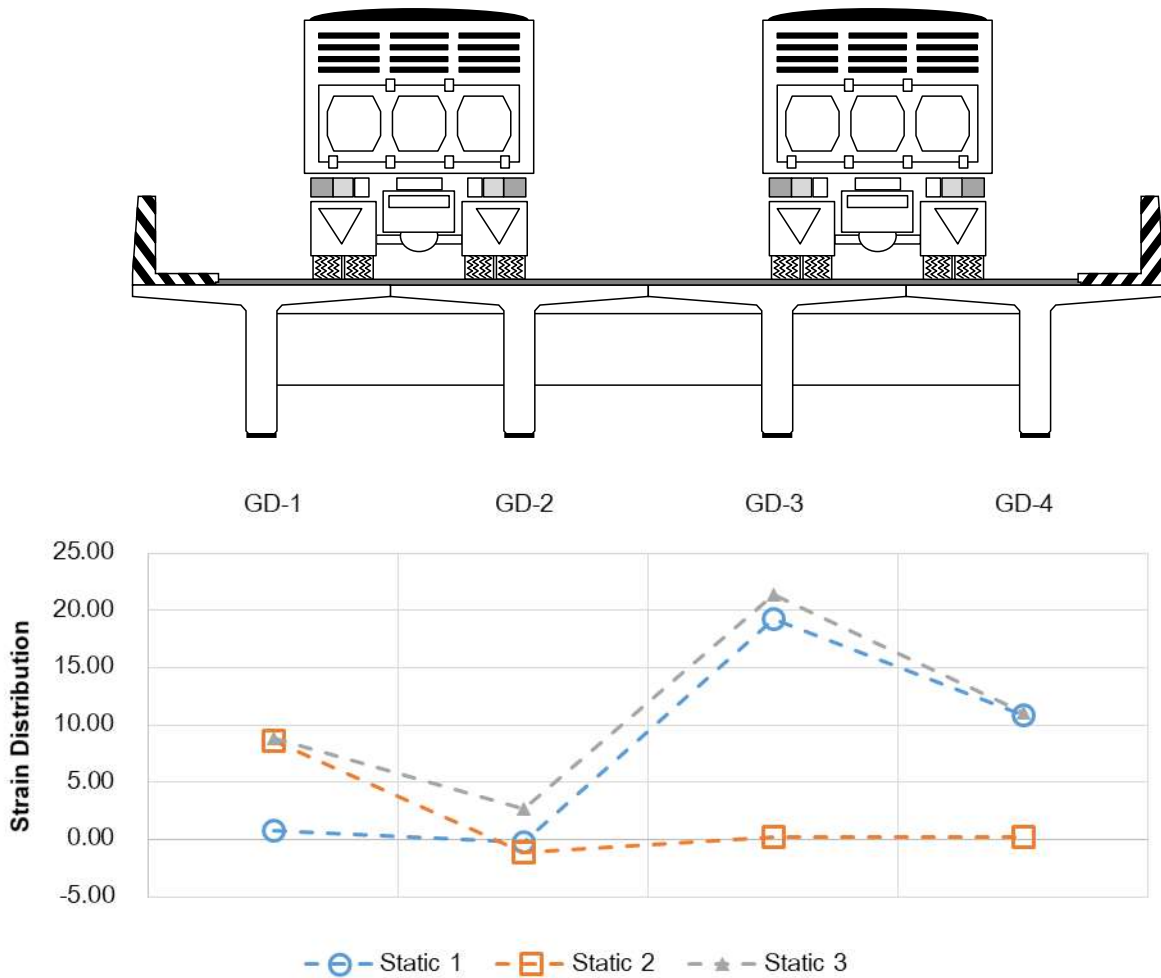 GD-1 GD-2 GD-3 GD-4
25.00
20.00
15.00
10.00
5.00
0.00
-5.00
Strain Distribution
Static 1 Static 2 Static 3